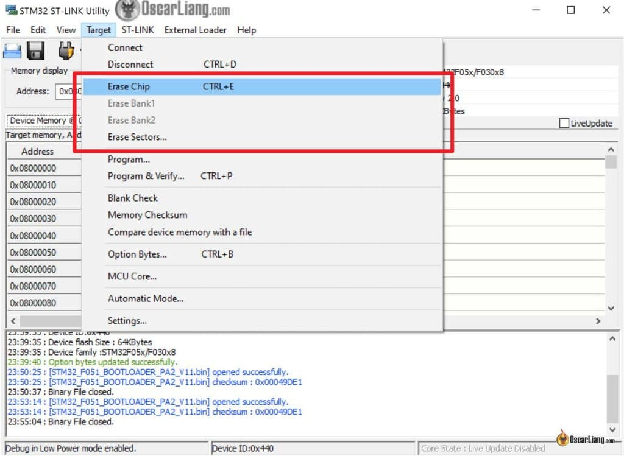 STM32 ST-LINK Utility
OscarLiang.com
File Edit View Target ST-LINK External Loader Help
Connect
Disconnect CTRL+D
Memory display
Address:
Erase Chip CTRL+E
Erase Bank1
Erase Bank2
Erase Sectors...
32F05x/F030x8
2.0
Bytes
Device Memory @
LiveUpdate
Target memory,
Address
Program...
Program & Verify... CTRL+P
Blank Check
Memory Checksum
Compare device memory with a file
Option Bytes... CTRL+B
MCU Core...
Automatic Mode...
Settings...
0x08000000
0x08000010
0x08000020
0x08000030
0x08000040
0x08000050
0x08000060
0x08000070
0x08000080
23:39:35 : Device ID:0x440
23:39:35 : Device flash Size : 64KBytes
23:39:35 : Device family :STM32F05x/F030x8
23:39:40 : Option bytes updated successfully.
23:50:25 : [STM32_F051_BOOTLOADER_PA2_V11.bin] opened successfully.
23:50:25 : [STM32_F051_BOOTLOADER_PA2_V11.bin] checksum : 0x00049DE1
23:50:37 : Binary File closed.
23:53:14 : [STM32_F051_BOOTLOADER_PA2_V11.bin] opened successfully.
23:53:14 : [STM32_F051_BOOTLOADER_PA2_V11.bin] checksum : 0x00049DE1
23:55:04 : Binary File closed.
OscarLiang.com
Debug in Low Power mode enabled.
Device ID:0x440
Core State : Live Update Disabled